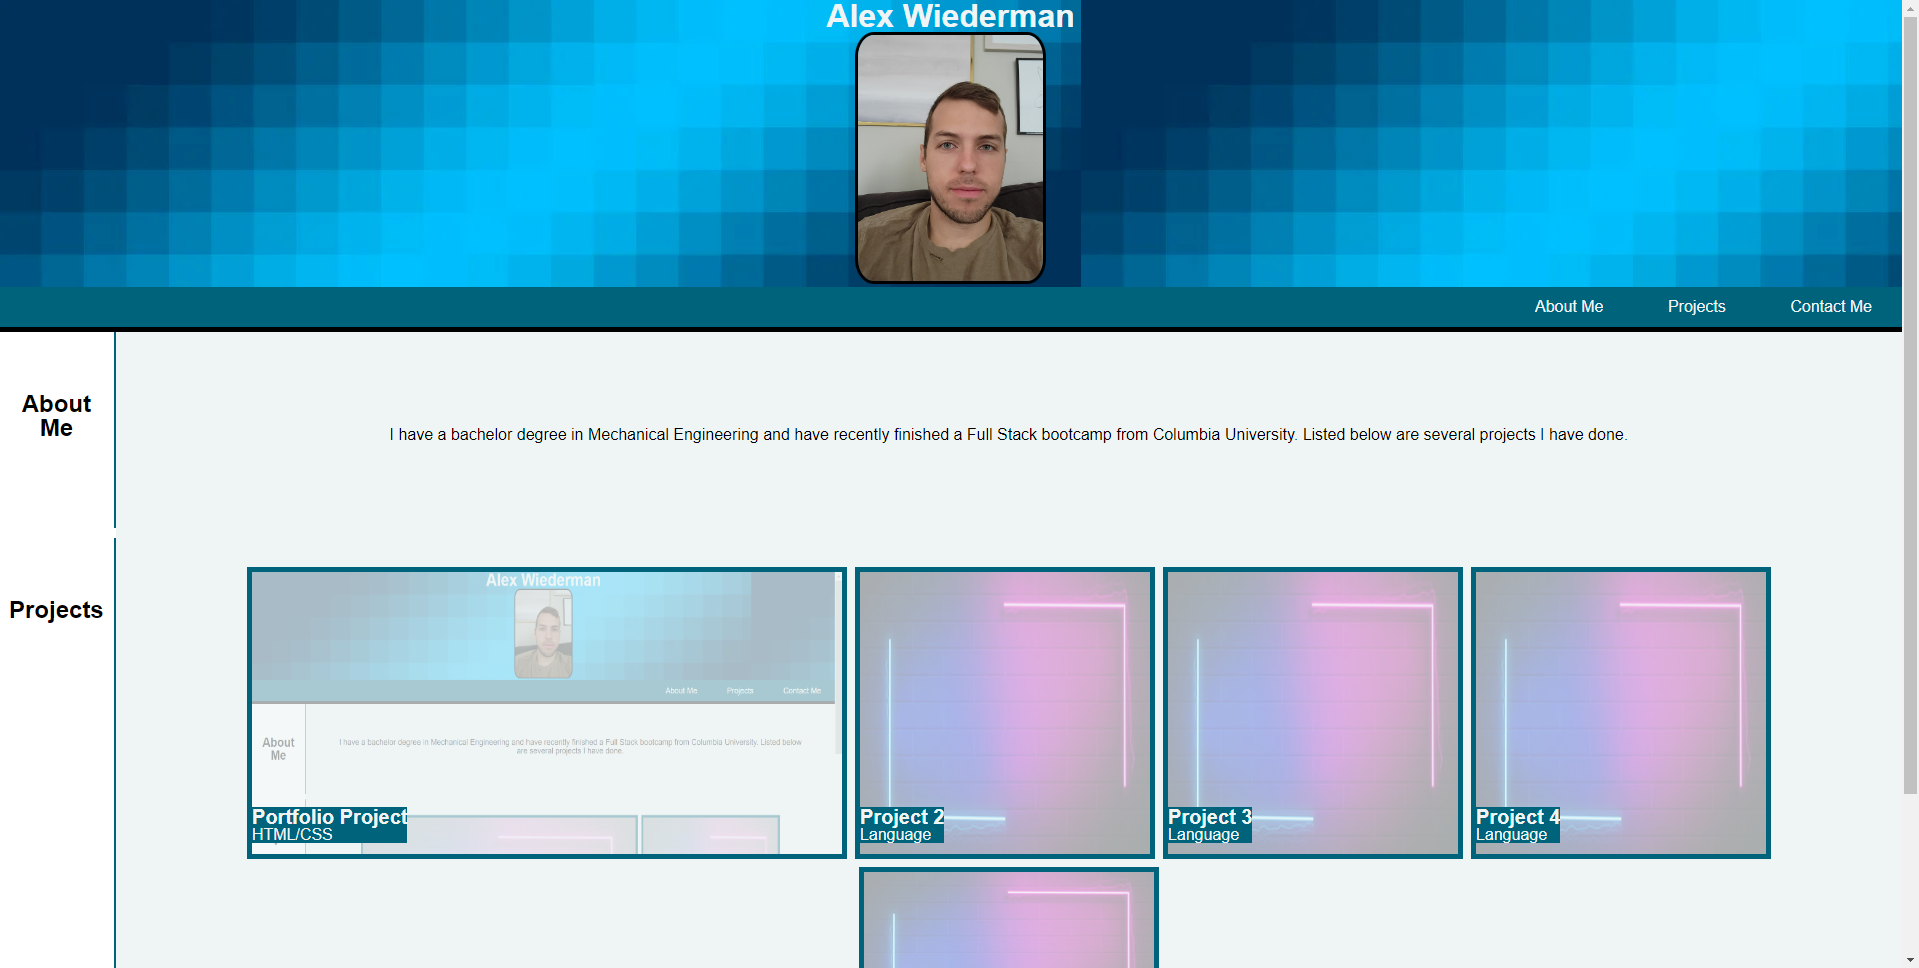 Alex Wiederman
About Me
Projects
Contact Me
About
Me
I have a bachelor degree in Mechanical Engineering and have recently finished a Full Stack bootcamp from Columbia University. Listed below are several projects I have done.
Projects
Alex Wiederman
About Me
Projects
Contact Me
About
Me
I have a bachelor degree in Mechanical Engineering and have recently finished a Full Stack bootcamp from Columbia University. Listed below
are several projects I have done.
Portfolio Project
HTML/CSS
Project 2
Language
Project 3
Language
Project 4
Language